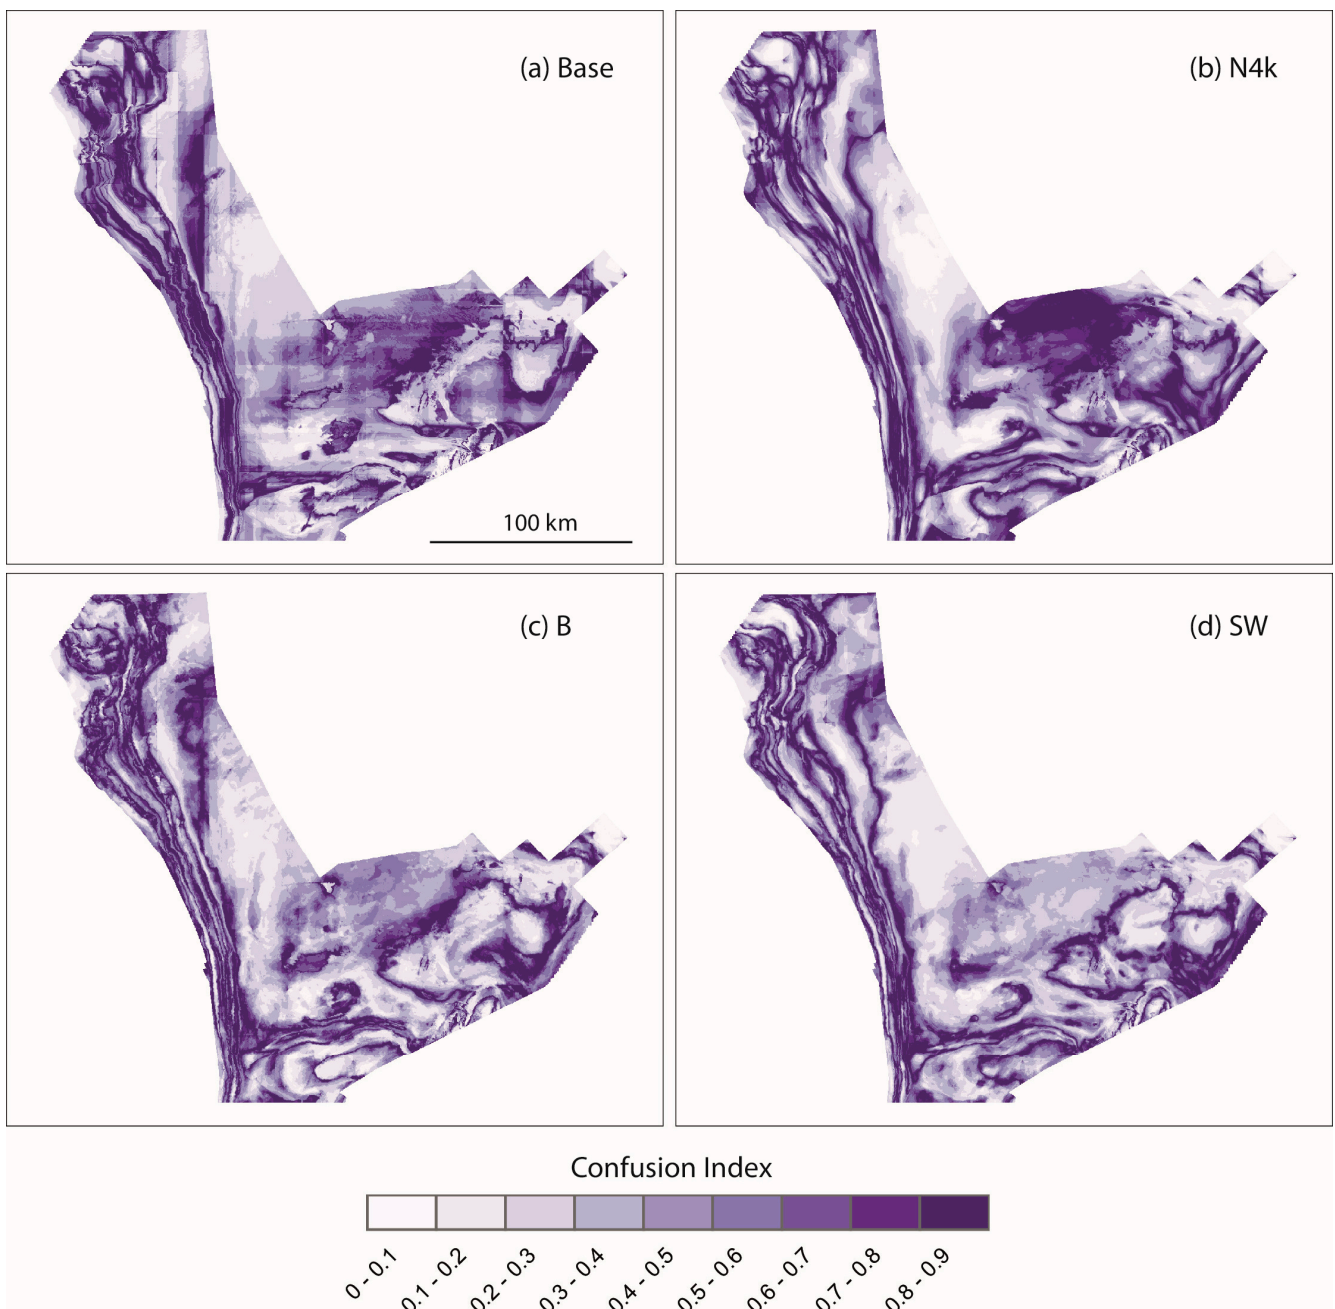 (a) Base
(b) N4k
100 km
(c) B
(d) SW
Confusion Index
0 - 0.1
0.1 - 0.2
0.2 - 0.3
0.3 - 0.4
0.4 - 0.5
0.5 - 0.6
0.6 - 0.7
0.7 - 0.8
0.8 - 0.9